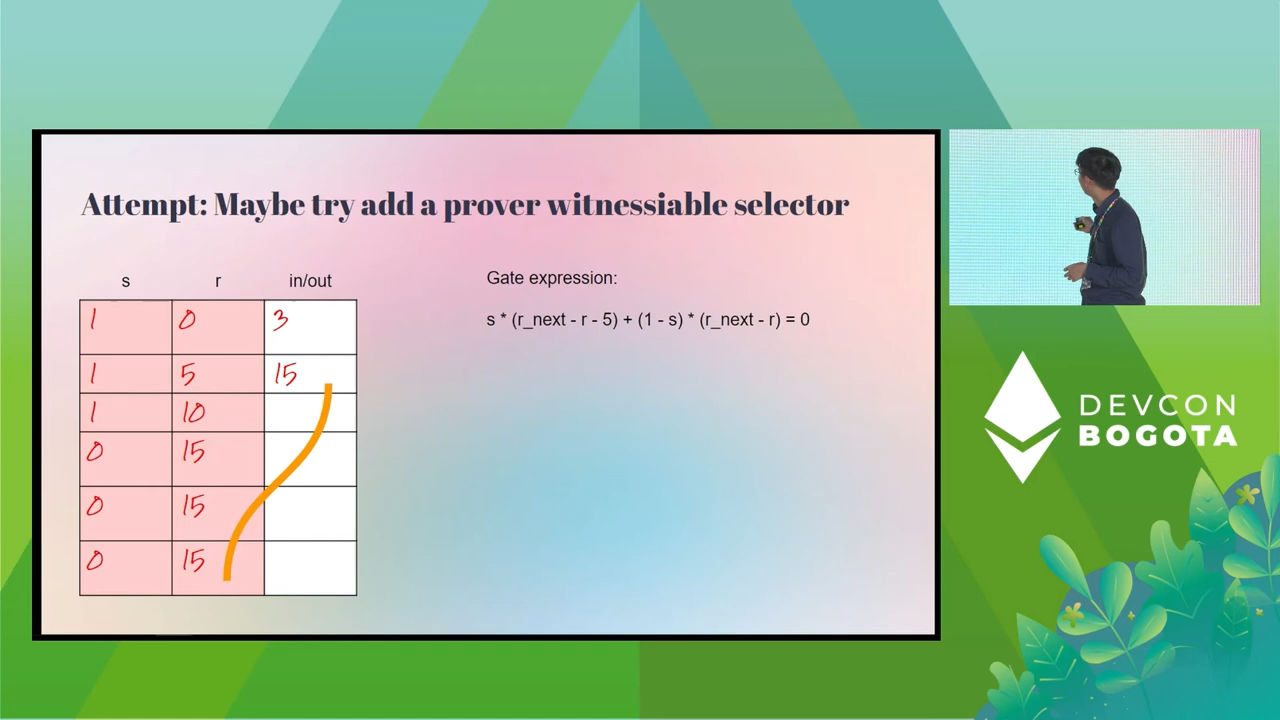 Attempt: Maybe try add a prover witnessiable selector
s r in/out
1 0 3
1 5 15
1 10
0 15
0 15
0 15
Gate expression:
s * (r_next - r - 5) + (1 - s) * (r_next - r) = 0
DEVCON
BOGOTA